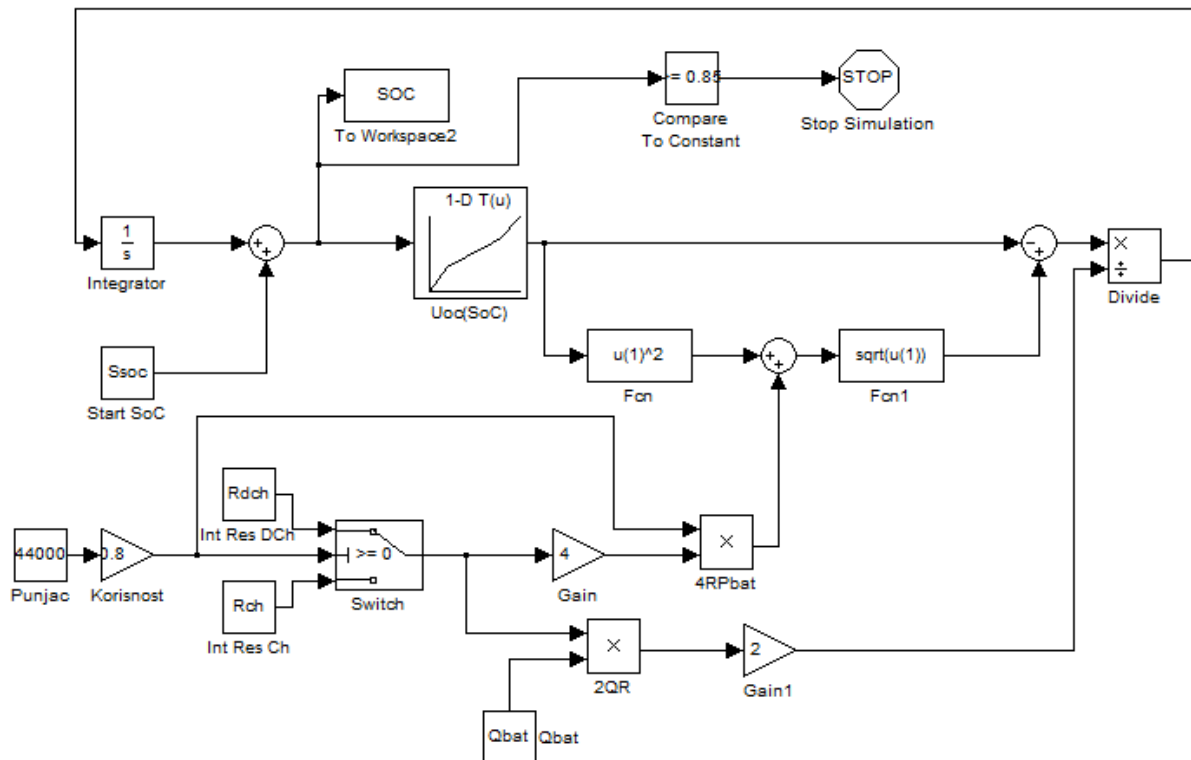 SOC
To Workspace2
= 0.85
Compare
To Constant
STOP
Stop Simulation
1
s
Integrator
+
+
1-D T(u)
Uoc(SoC)
−
+
×
÷
Divide
Ssoc
Start SoC
u(1)^2
Fcn
+
+
sqrt(u(1))
Fcn1
Rdch
Int Res DCh
44000
Punjac
0.8
Korisnost
>= 0
Switch
Rch
Int Res Ch
4
Gain
×
4RPbat
×
2QR
2
Gain1
Qbat
Qbat